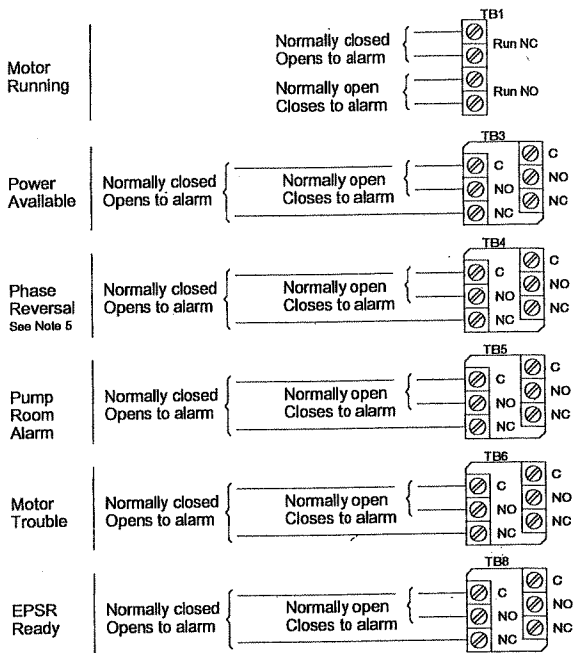 TB1
Motor
Running
Normally closed
Opens to alarm
Run NC
Normally open
Closes to alarm
Run NO
TB3
Power
Available
Normally closed
Opens to alarm
Normally open
Closes to alarm
C
NO
NC
C
NO
NC
TB4
Phase
Reversal
See Note 5
Normally closed
Opens to alarm
Normally open
Closes to alarm
C
NO
NC
C
NO
NC
TB5
Pump
Room
Alarm
Normally closed
Opens to alarm
Normally open
Closes to alarm
C
NO
NC
C
NO
NC
TB6
Motor
Trouble
Normally closed
Opens to alarm
Normally open
Closes to alarm
C
NO
NC
C
NO
NC
TB8
EPSR
Ready
Normally closed
Opens to alarm
Normally open
Closes to alarm
C
NO
NC
C
NO
NC